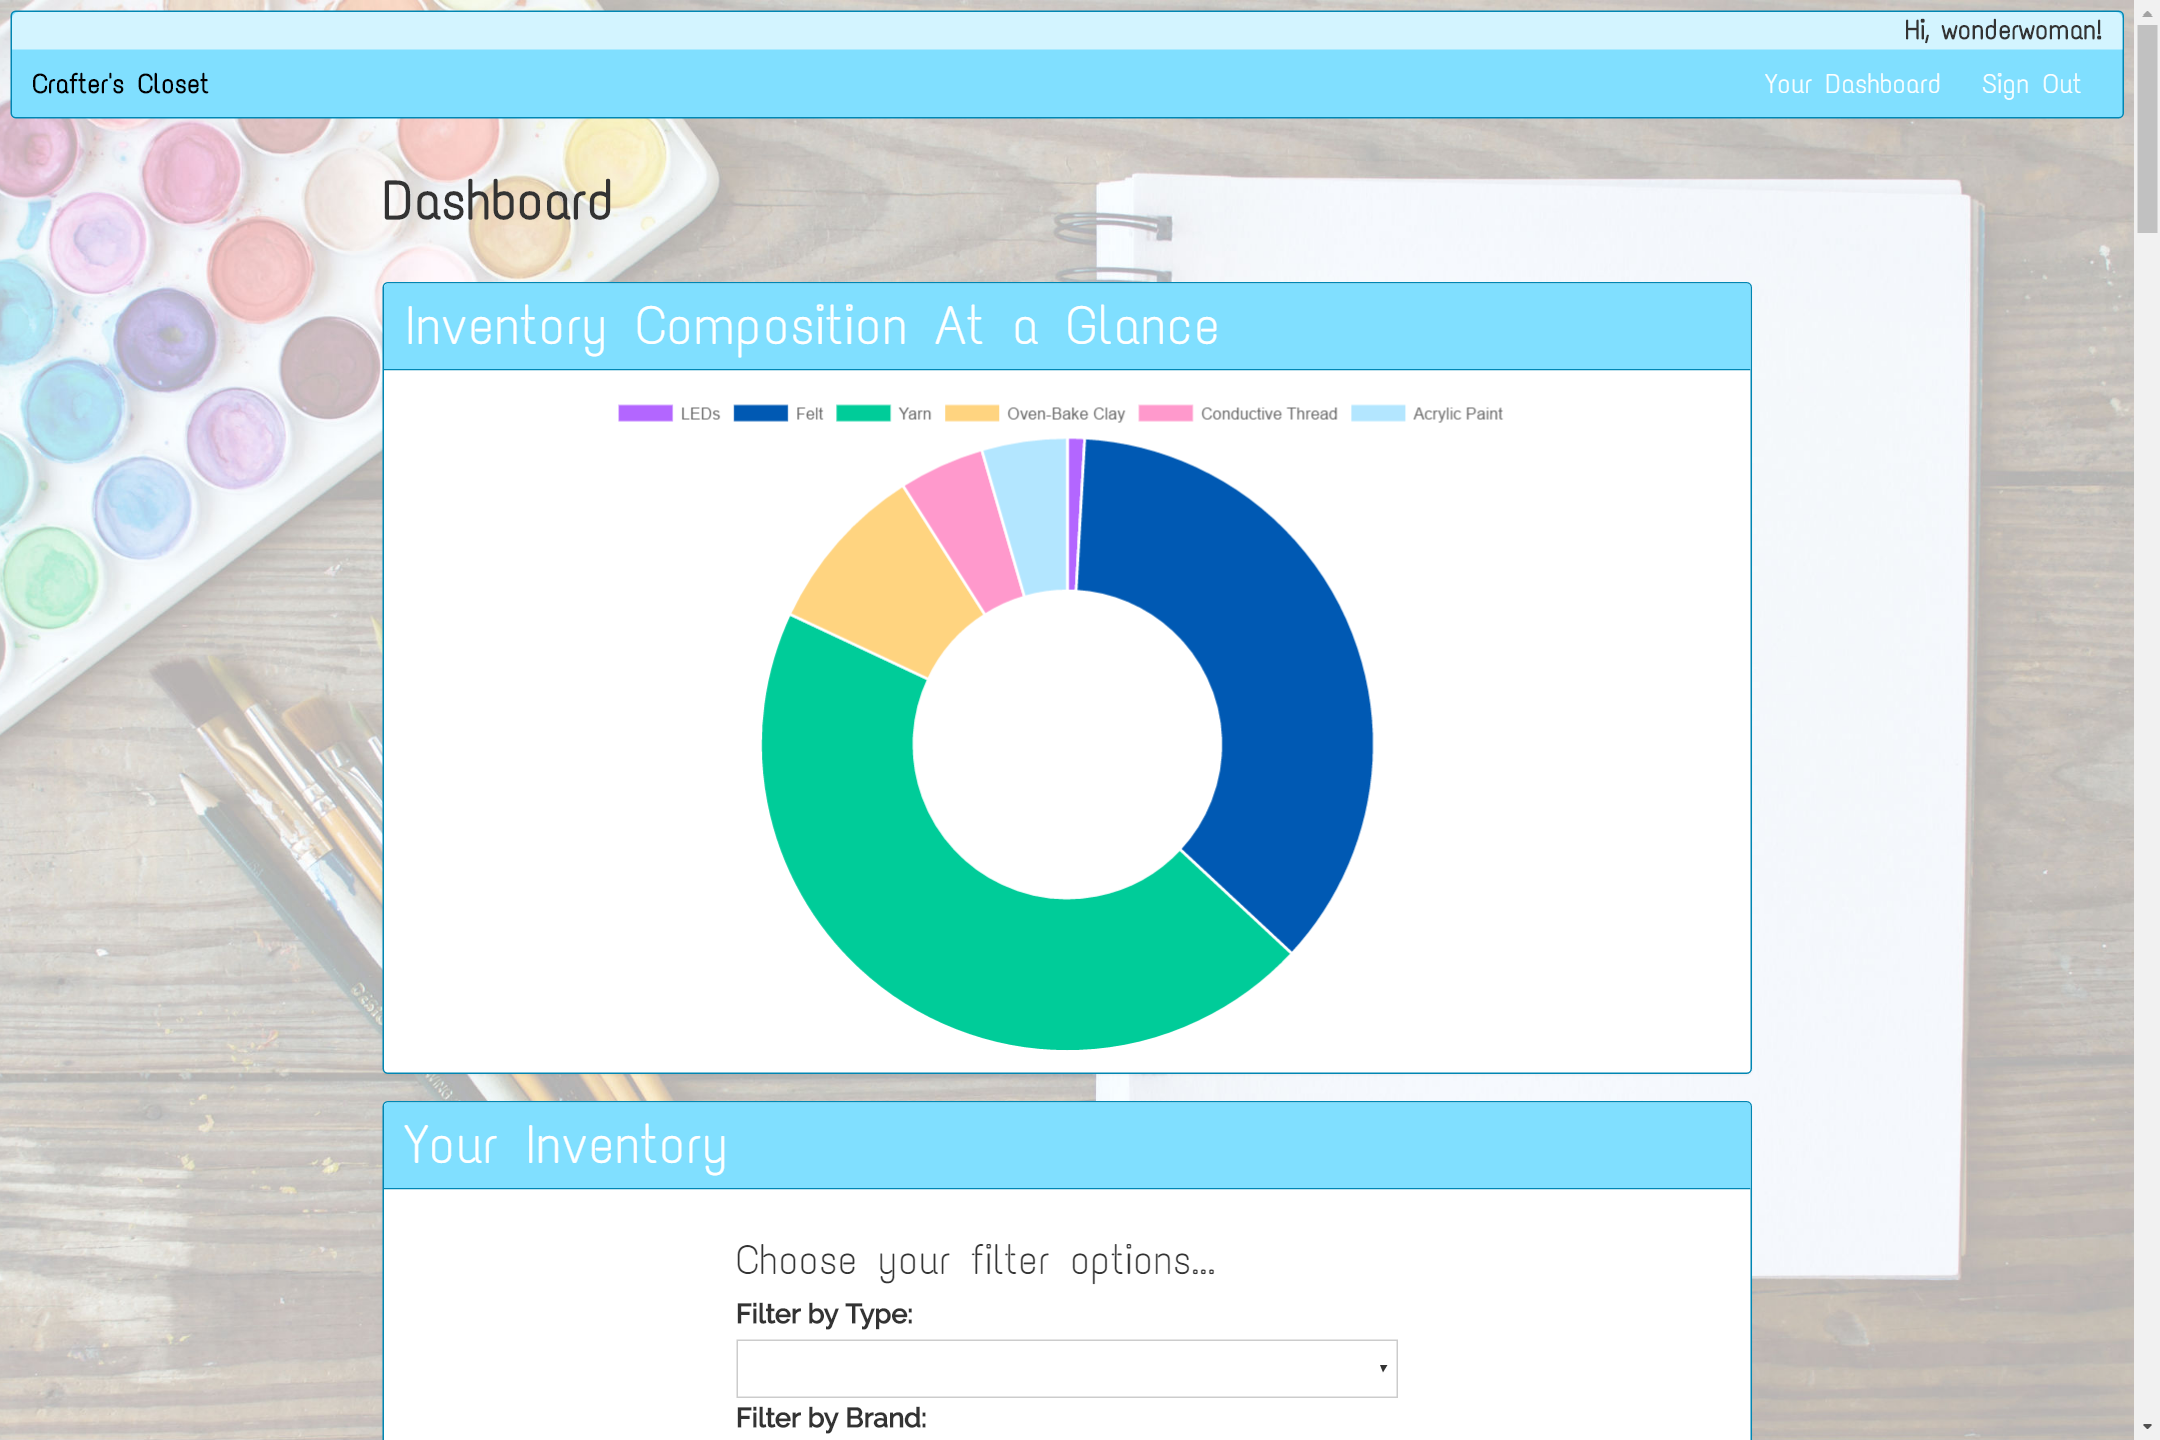 Hi, wonderwoman!
Crafter's Closet
Your Dashboard
Sign Out
Dashboard
Inventory Composition At a Glance
LEDs
Felt
Yarn
Oven-Bake Clay
Conductive Thread
Acrylic Paint
Your Inventory
Choose your filter options...
Filter by Type:
Filter by Brand: